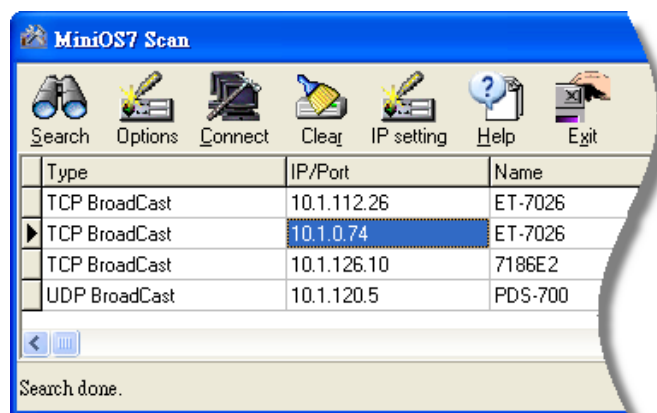 MiniOS7 Scan
Search Options Connect Clear IP setting Help Exit
Type IP/Port Name
TCP BroadCast 10.1.112.26 ET-7026
TCP BroadCast 10.1.0.74 ET-7026
TCP BroadCast 10.1.126.10 7186E2
UDP BroadCast 10.1.120.5 PDS-700
Search done.